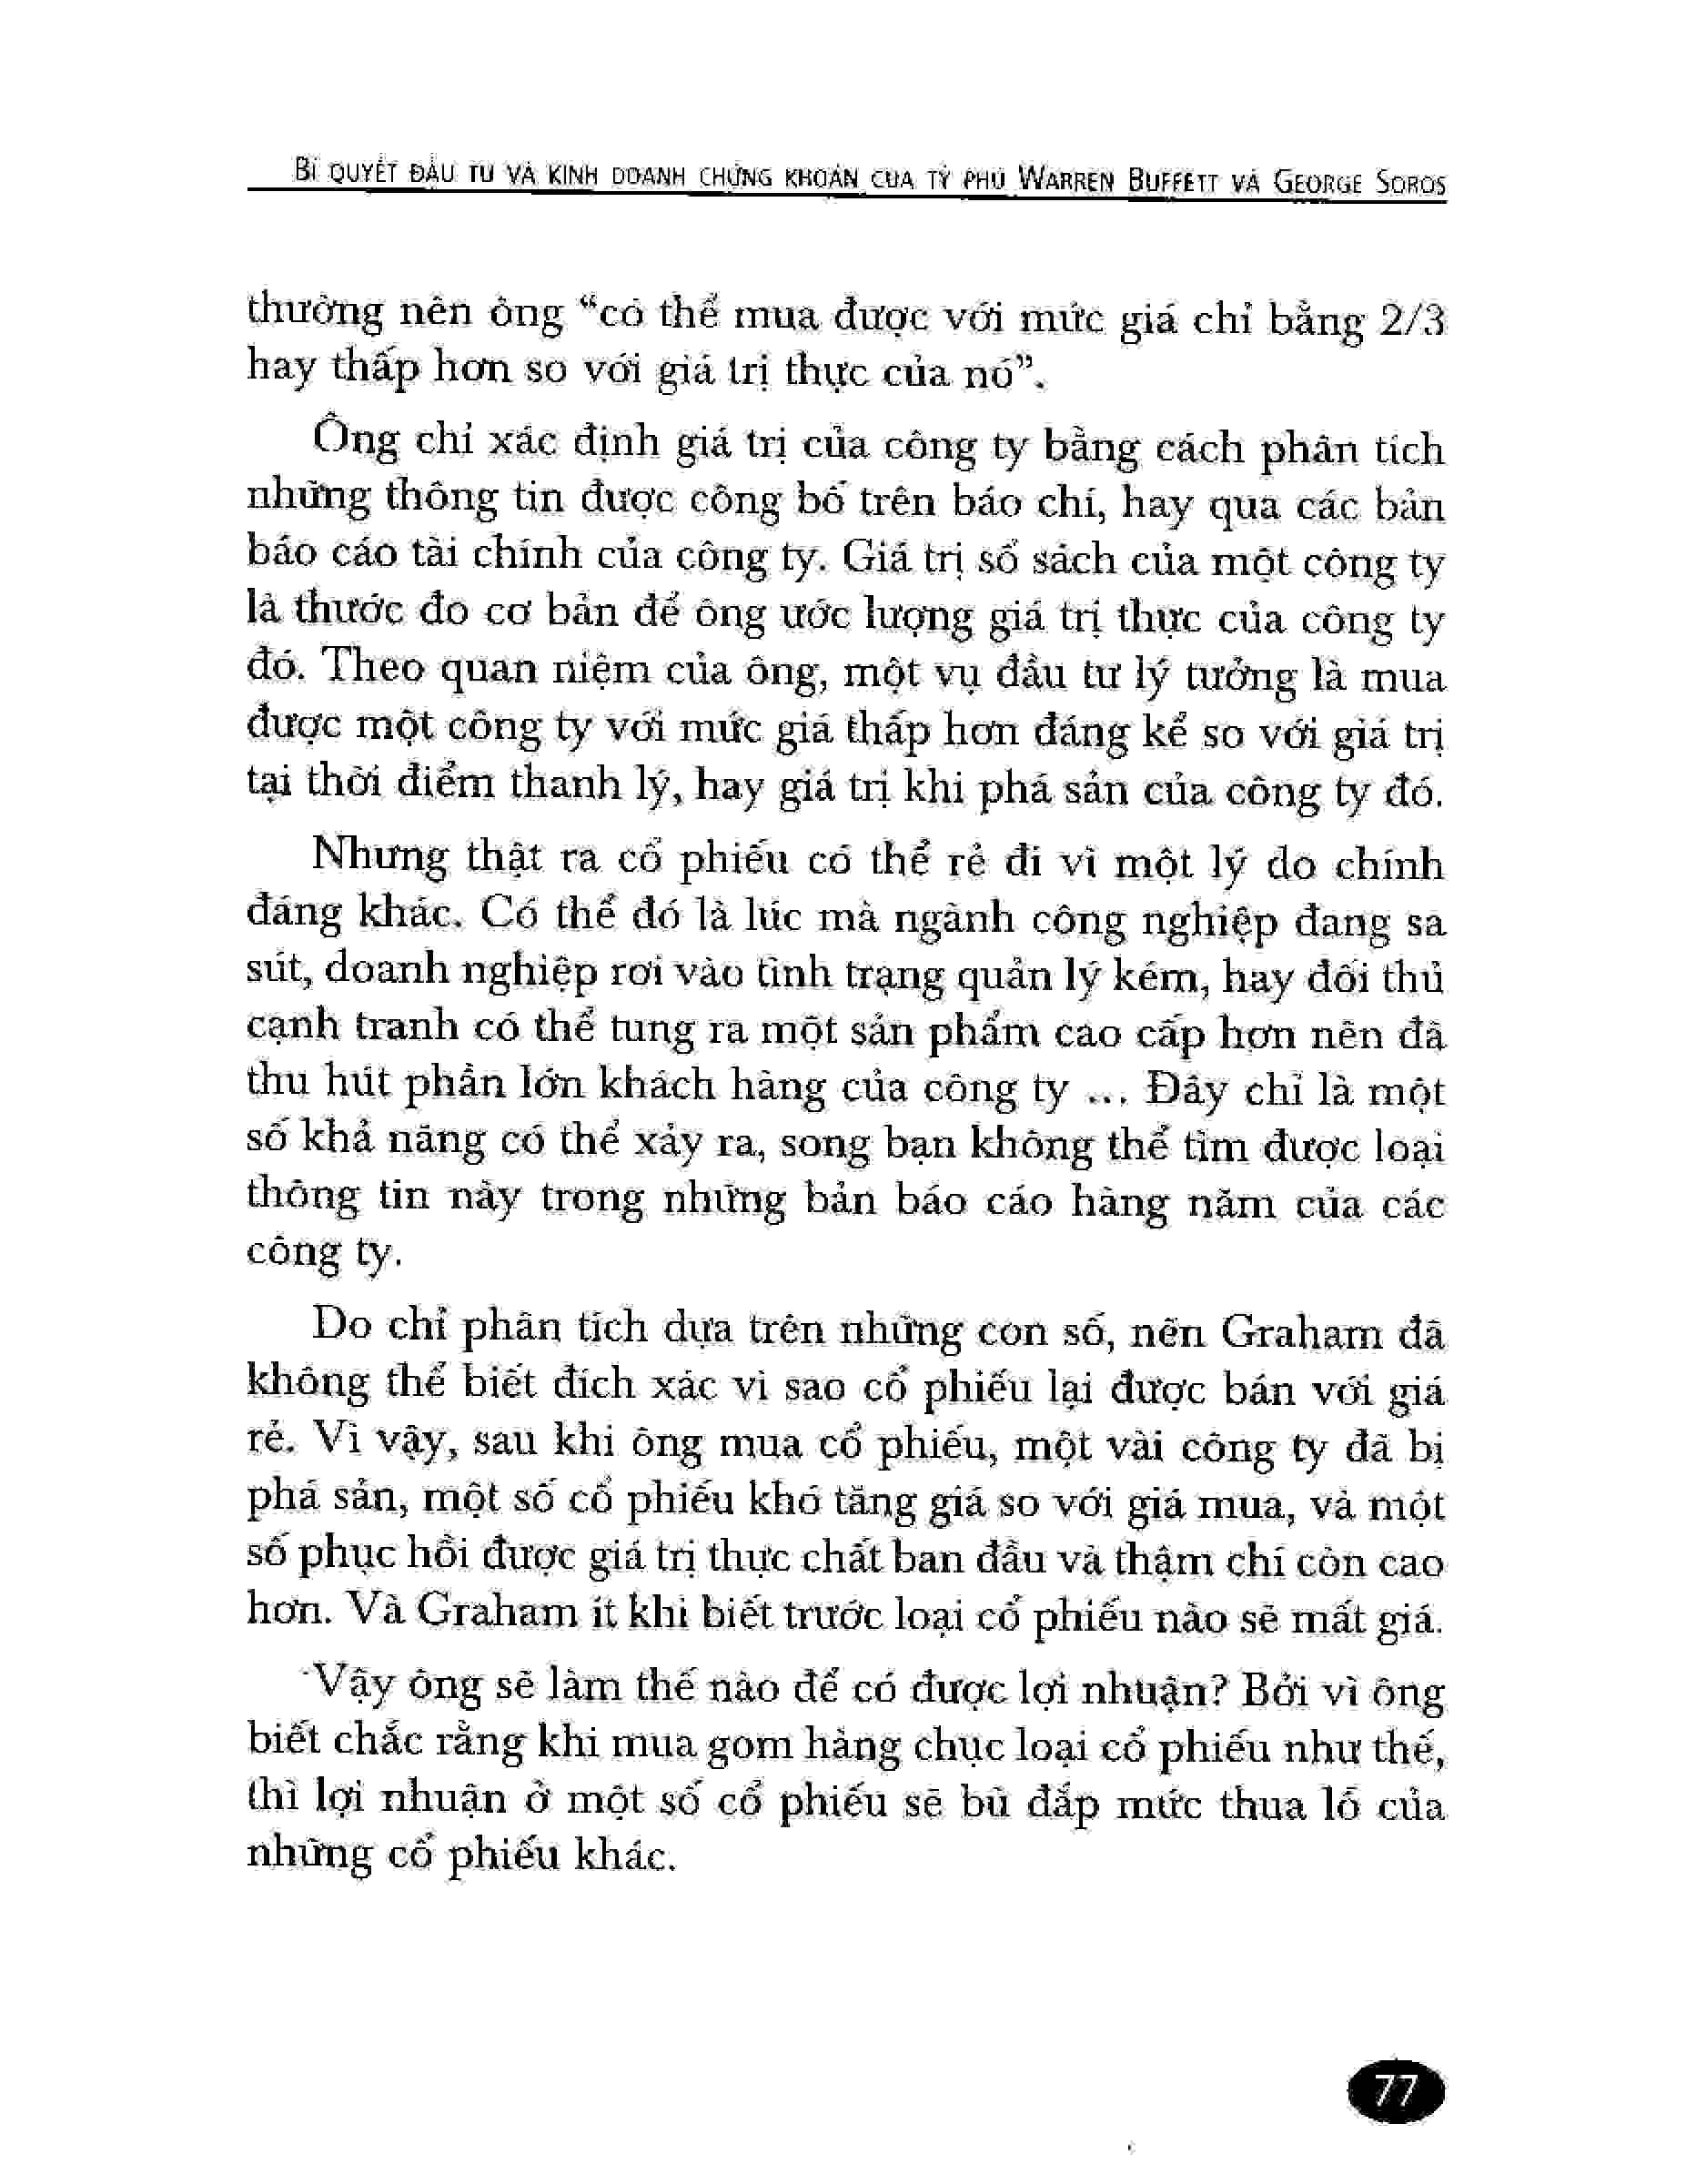 BÍ QUYẾT ĐẦU TƯ VÀ KINH DOANH CHỨNG KHOÁN CỦA TỶ PHÚ WARREN BUFFETT VÀ GEORGE SOROS
thường nên ông “có thể mua được với mức giá chỉ bằng 2/3
hay thấp hơn so với giá trị thực của nó”.
Ông chỉ xác định giá trị của công ty bằng cách phân tích
những thông tin được công bố trên báo chí, hay qua các bản
báo cáo tài chính của công ty. Giá trị sổ sách của một công ty
là thước đo cơ bản để ông ước lượng giá trị thực của công ty
đó. Theo quan niệm của ông, một vụ đầu tư lý tưởng là mua
được một công ty với mức giá thấp hơn đáng kể so với giá trị
tại thời điểm thanh lý, hay giá trị khi phá sản của công ty đó.
Nhưng thật ra cổ phiếu có thể rẻ đi vì một lý do chính
đáng khác. Có thể đó là lúc mà ngành công nghiệp đang sa
sút, doanh nghiệp rơi vào tình trạng quản lý kém, hay đối thủ
cạnh tranh có thể tung ra một sản phẩm cao cấp hơn nên đã
thu hút phần lớn khách hàng của công ty ... Đây chỉ là một
số khả năng có thể xảy ra, song bạn không thể tìm được loại
thông tin này trong những bản báo cáo hàng năm của các
công ty.
Do chỉ phân tích dựa trên những con số, nên Graham đã
không thể biết đích xác vì sao cổ phiếu lại được bán với giá
rẻ. Vì vậy, sau khi ông mua cổ phiếu, một vài công ty đã bị
phá sản, một số cổ phiếu khó tăng giá so với giá mua, và một
số phục hồi được giá trị thực chất ban đầu và thậm chí còn cao
hơn. Và Graham ít khi biết trước loại cổ phiếu nào sẽ mất giá.
Vậy ông sẽ làm thế nào để có được lợi nhuận? Bởi vì ông
biết chắc rằng khi mua gom hàng chục loại cổ phiếu như thế,
thì lợi nhuận ở một số cổ phiếu sẽ bù đắp mức thua lỗ của
những cổ phiếu khác.
77